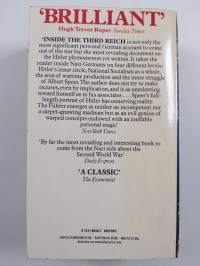 'BRILLIANT'
Hugh Trevor Roper Sunday Times
'INSIDE THE THIRD REICH is not only the
most significant personal German account to come
out of the war but the most revealing document on
the Hitler phenomenon yet written. It takes the
reader inside Nazi Germany on four different levels:
Hitler's inner circle, National Socialism as a whole,
the area of wartime production and the inner struggle
of Albert Speer. The author does not try to make
excuses, even by implication, and is unrelenting
toward himself as to his associates . . . Speer's full-
length portrait of Hitler has unnerving reality.
The Führer emerges as neither an incompetent nor
a carpet-gnawing madman but as an evil genius of
warped conceits endowed with an ineffable
personal magic'
New York Times
'By far the most revealing and interesting book to
come from the Nazi side about the
Second World War'
Daily Express
'A CLASSIC'
The Economist